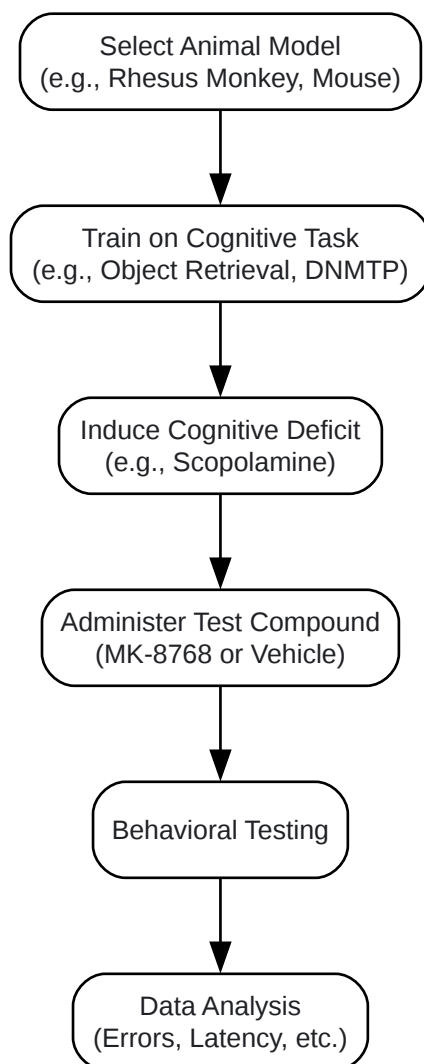 Select Animal Model
(e.g., Rhesus Monkey, Mouse)
Train on Cognitive Task
(e.g., Object Retrieval, DNMTP)
Induce Cognitive Deficit
(e.g., Scopolamine)
Administer Test Compound
(MK-8768 or Vehicle)
Behavioral Testing
Data Analysis
(Errors, Latency, etc.)